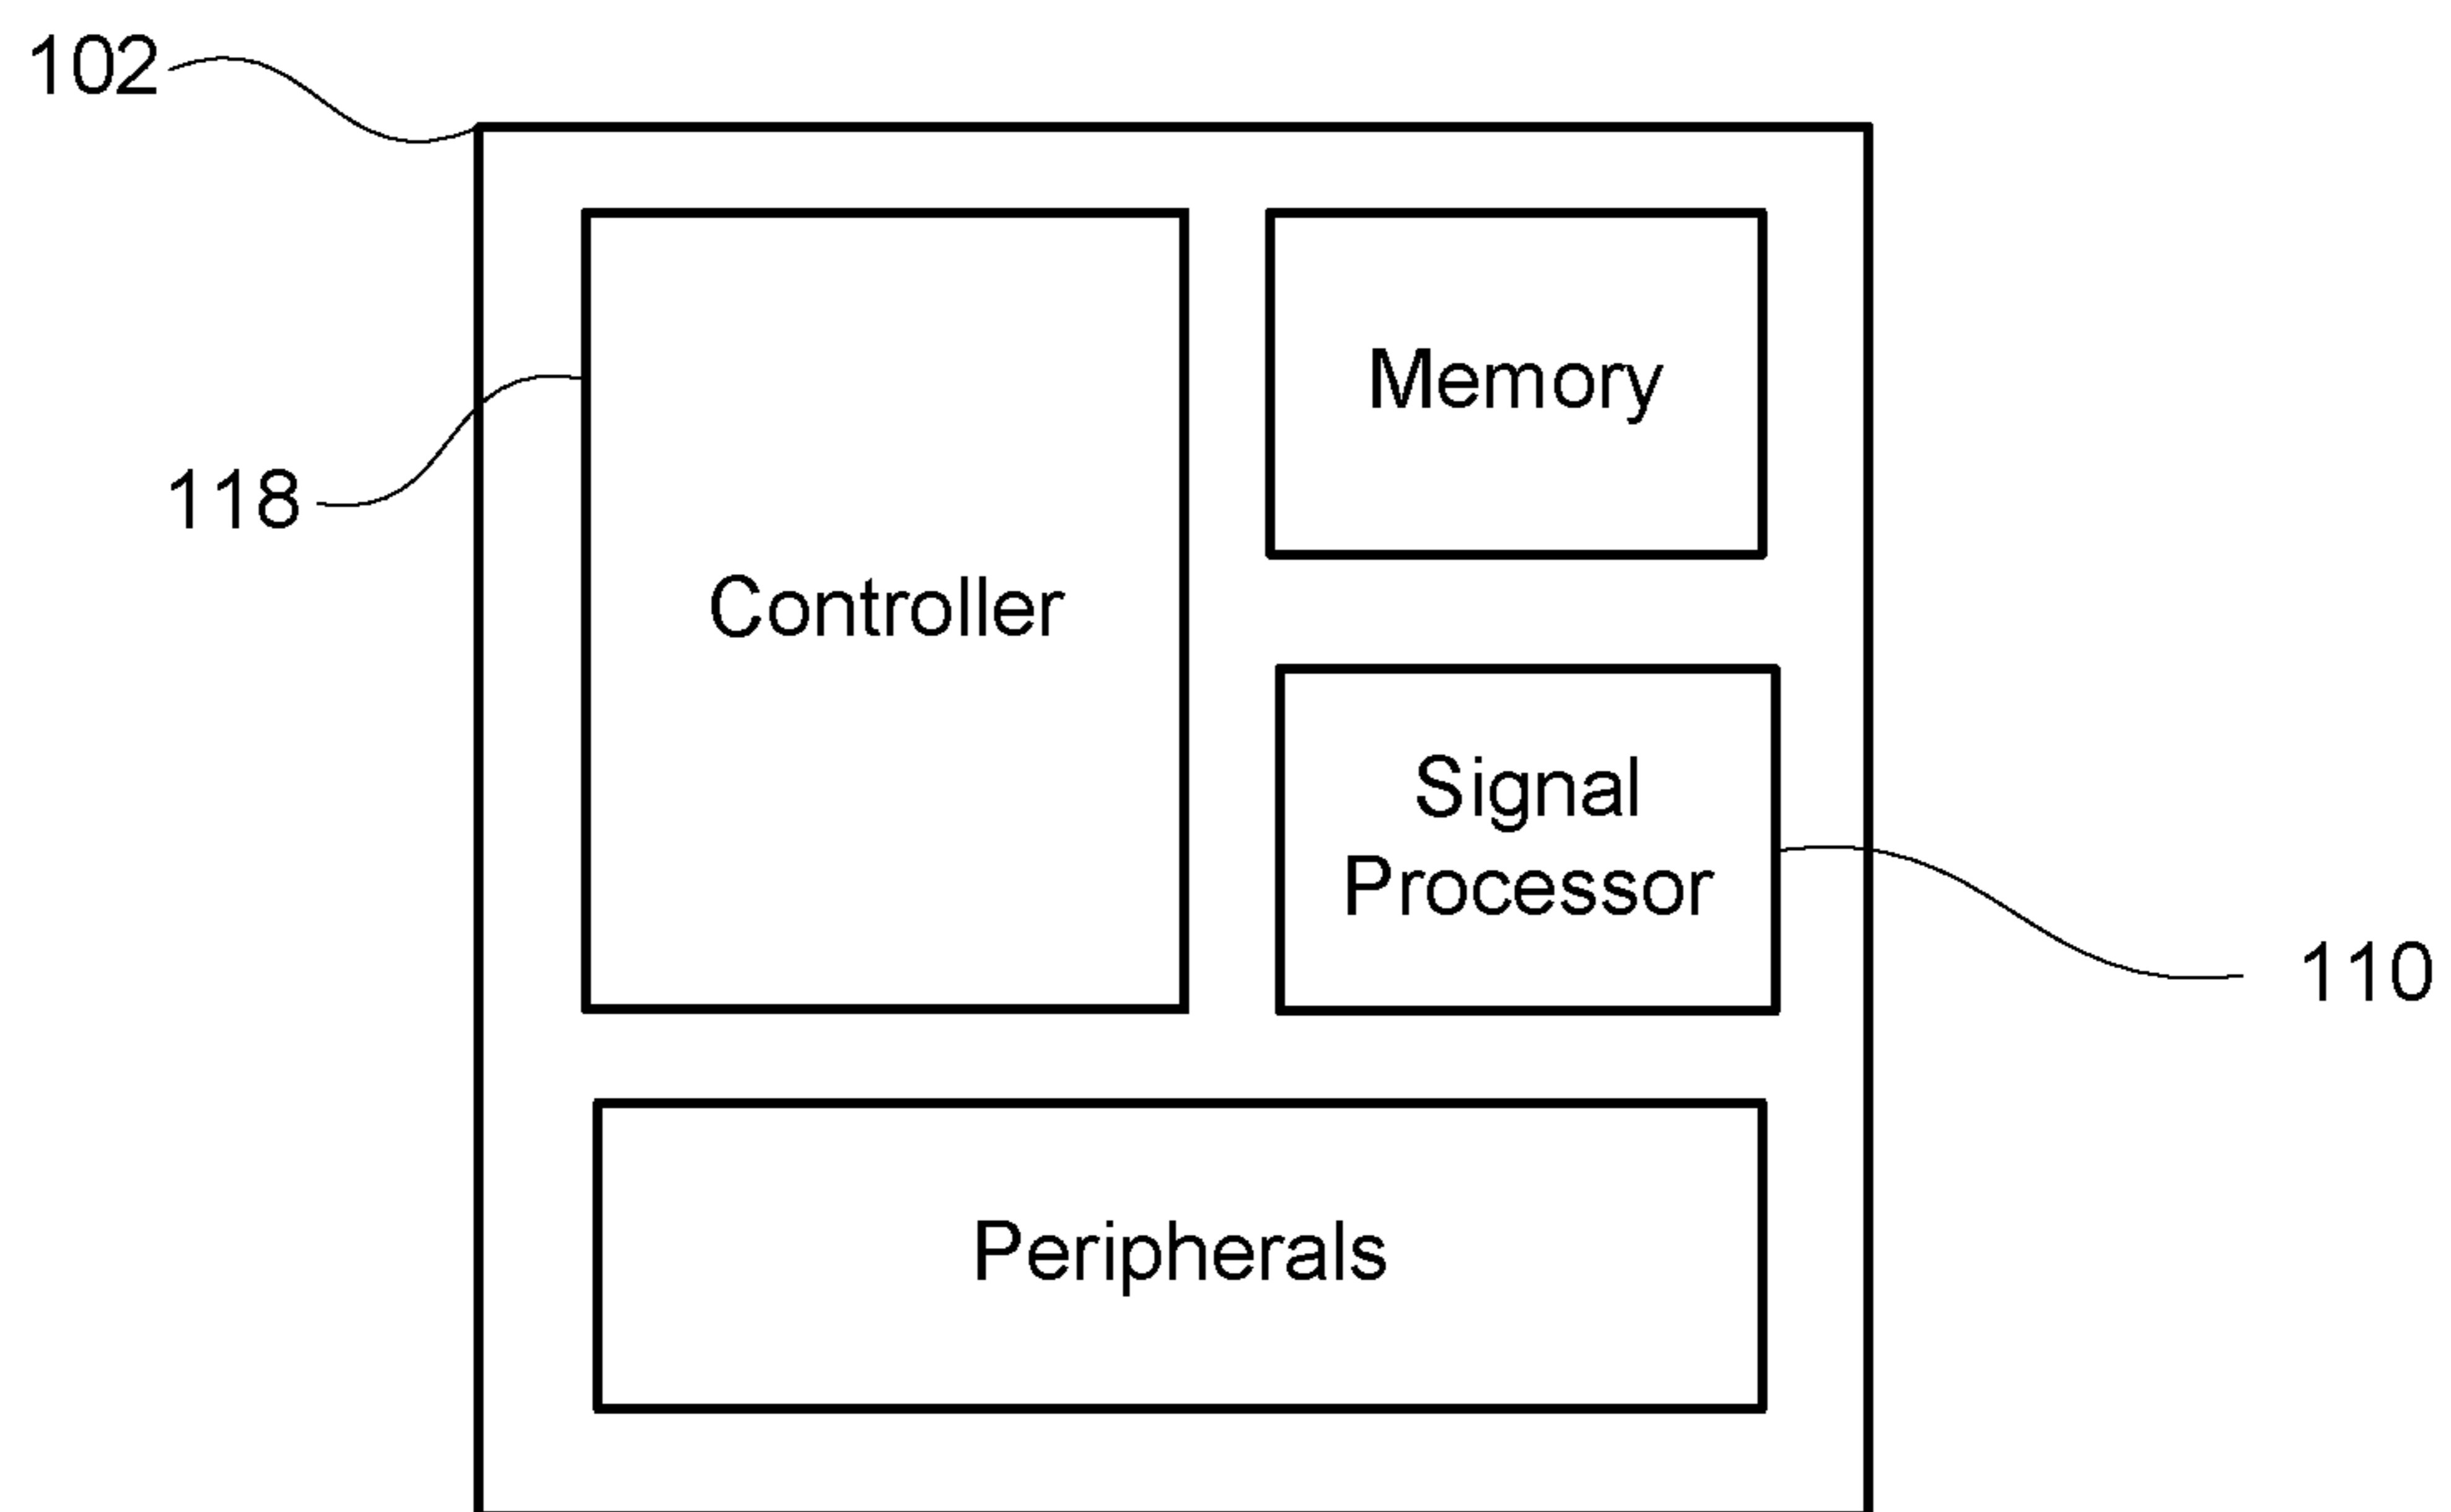 102
Memory
118
Controller
Signal
Processor
110
Peripherals